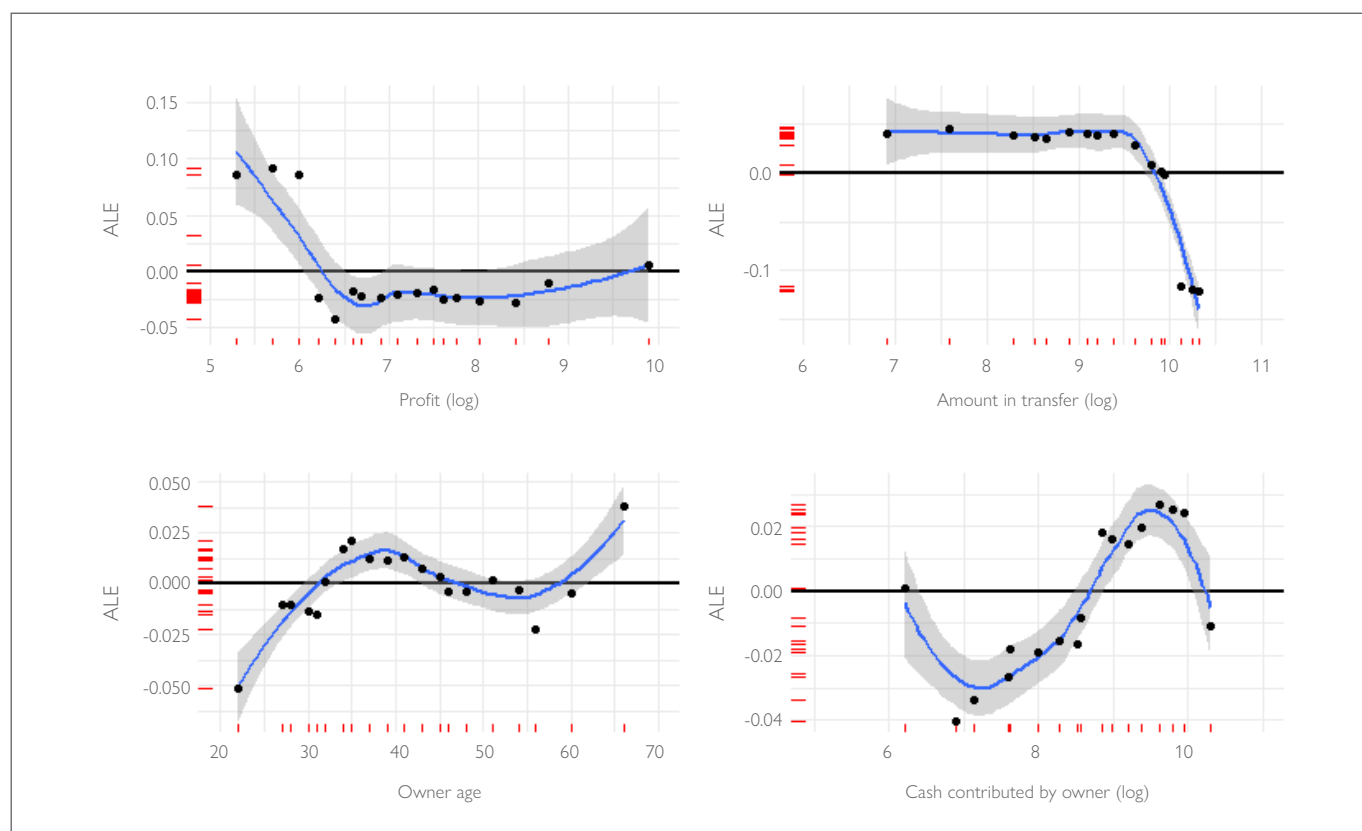 0.15
0.10
0.05
0.00
-0.05
ALE
5 6 7 8 9 10
Profit (log)
0.0
-0.1
ALE
6 7 8 9 10 11
Amount in transfer (log)
0.050
0.025
0.000
-0.025
-0.050
ALE
20 30 40 50 60 70
Owner age
0.02
0.00
-0.02
-0.04
ALE
6 8 10
Cash contributed by owner (log)